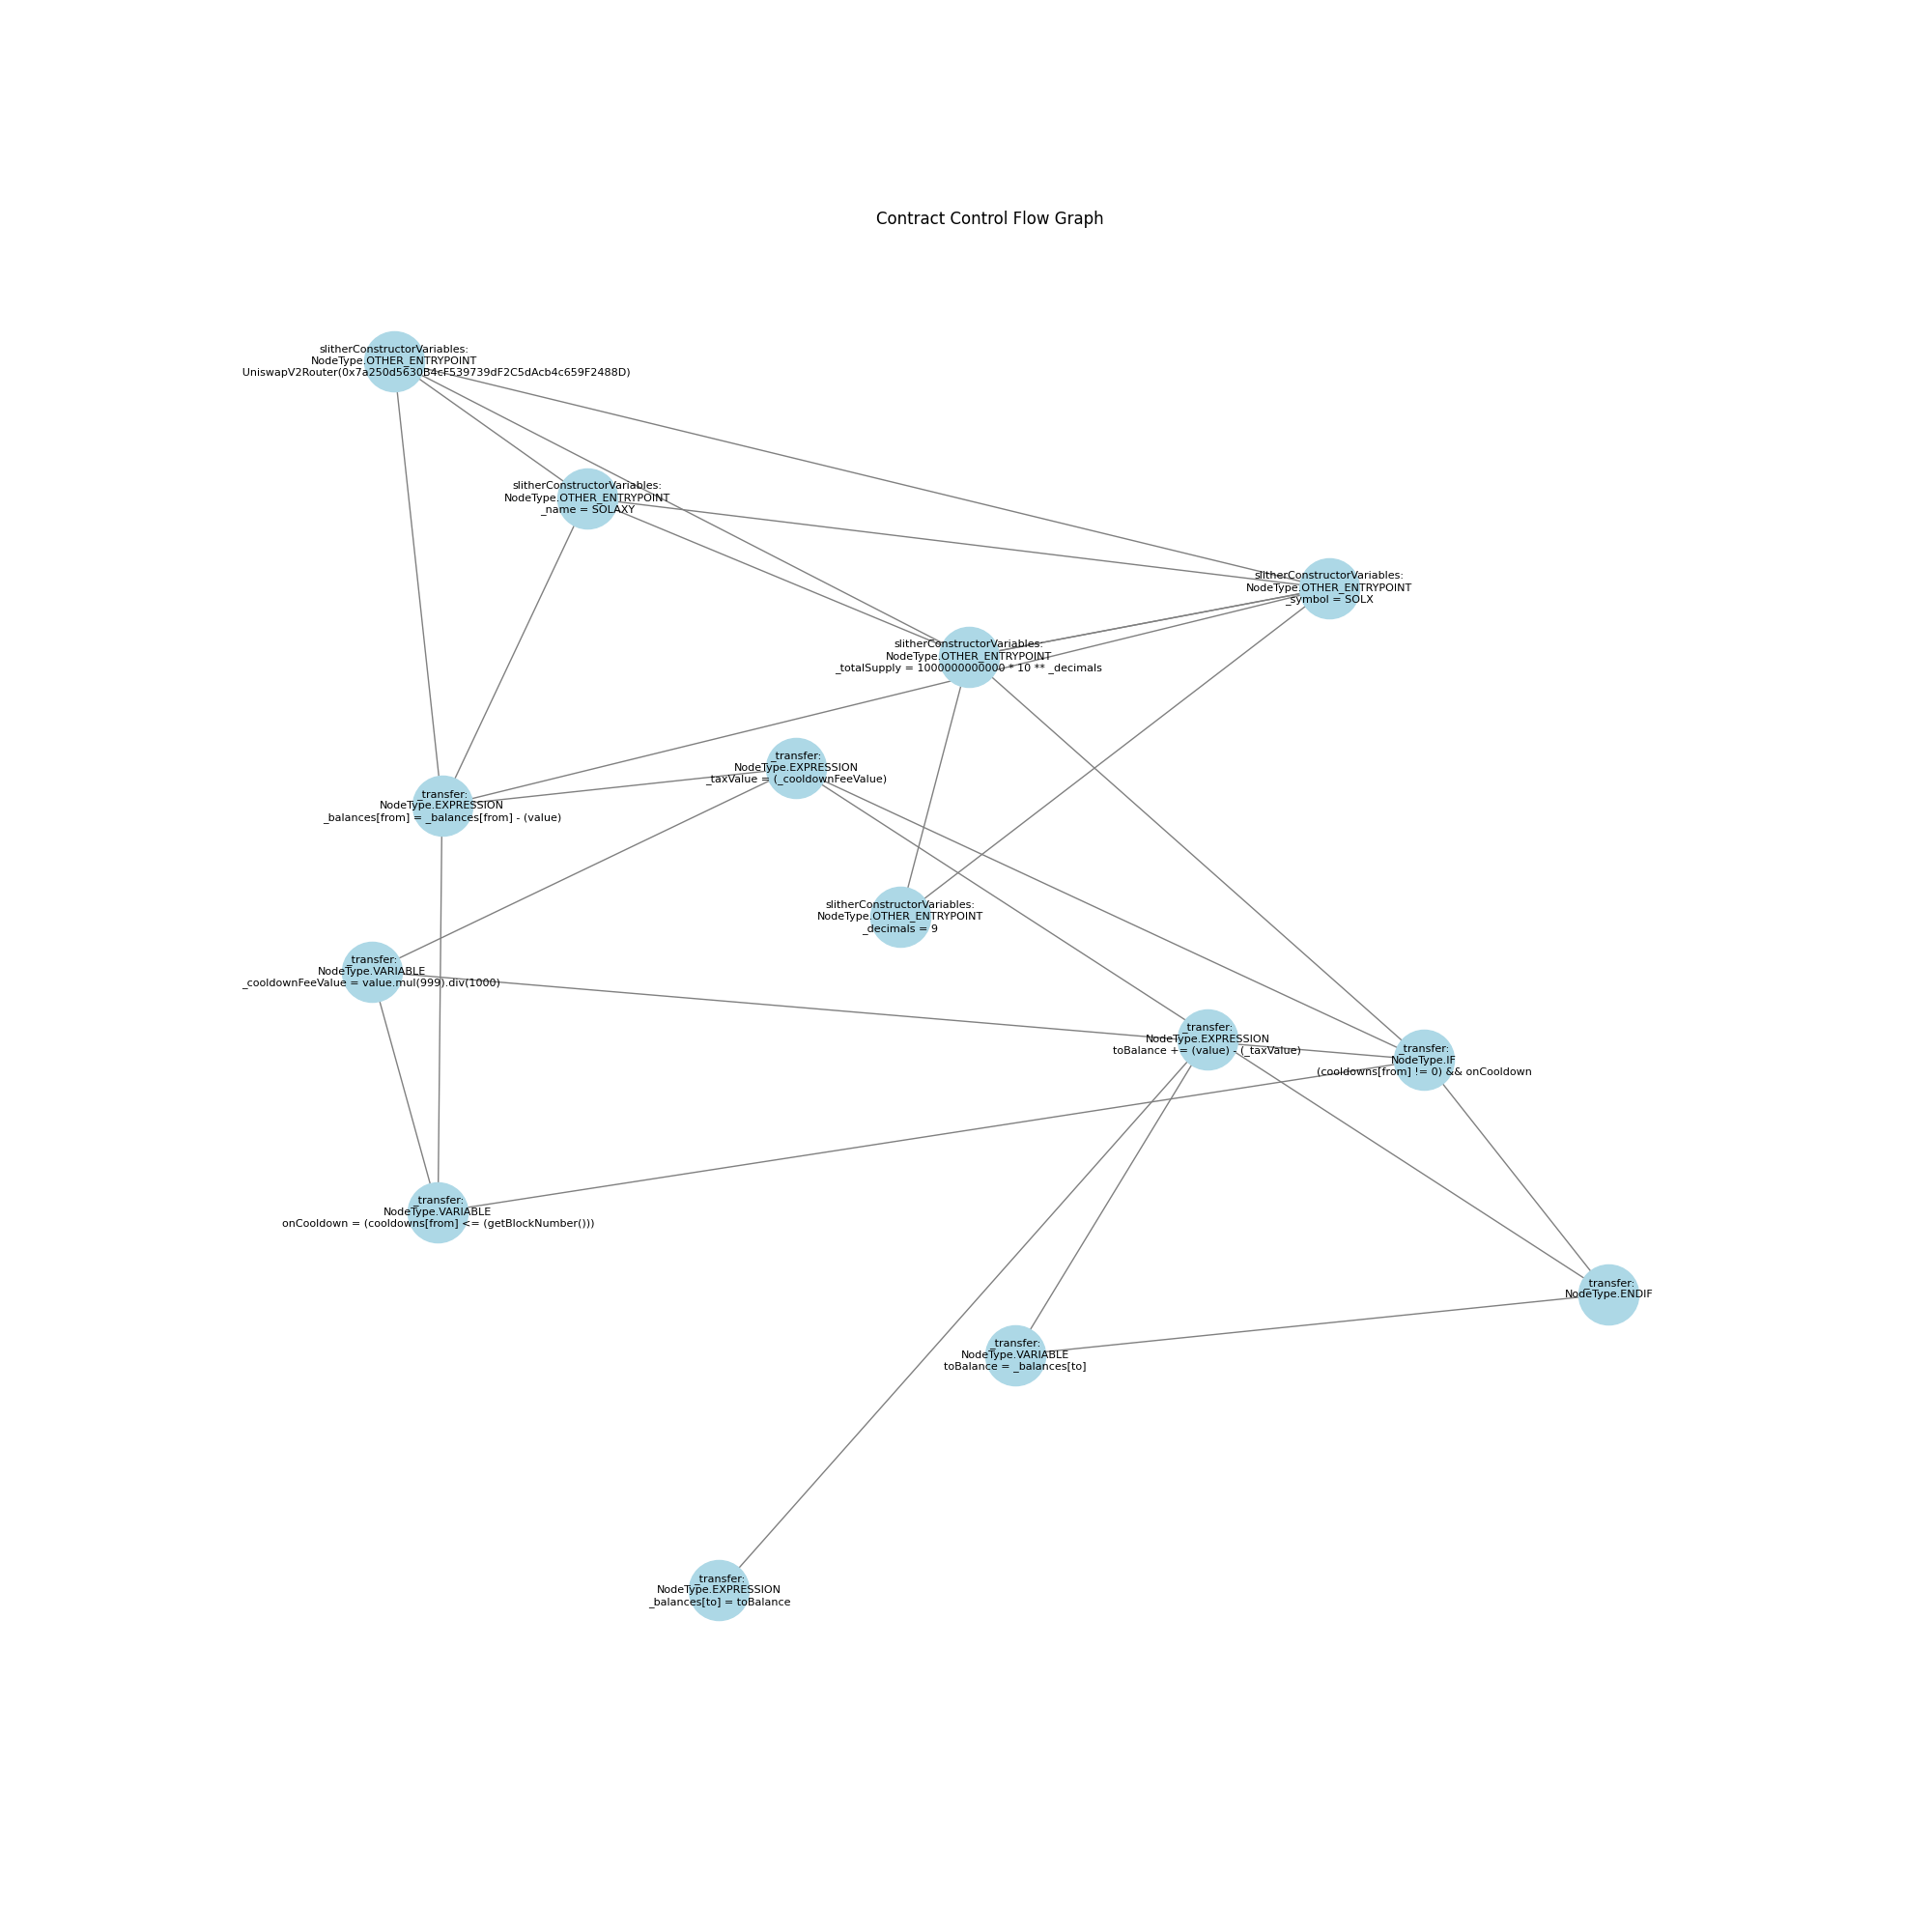 Contract Control Flow Graph
slitherConstructorVariables:
NodeType.OTHER_ENTRYPOINT
UniswapV2Router(0x7a250d5630B4cF539739dF2C5dAcb4c659F2488D)
slitherConstructorVariables:
NodeType.OTHER_ENTRYPOINT
_name = SOLAXY
slitherConstructorVariables:
NodeType.OTHER_ENTRYPOINT
_symbol = SOLX
slitherConstructorVariables:
NodeType.OTHER_ENTRYPOINT
_totalSupply = 1000000000000 * 10 ** _decimals
_transfer:
NodeType.EXPRESSION
_taxValue = (_cooldownFeeValue)
_transfer:
NodeType.EXPRESSION
_balances[from] = _balances[from] - (value)
slitherConstructorVariables:
NodeType.OTHER_ENTRYPOINT
_decimals = 9
_transfer:
NodeType.VARIABLE
_cooldownFeeValue = value.mul(999).div(1000)
_transfer:
NodeType.EXPRESSION
toBalance += (value) - (_taxValue)
_transfer:
NodeType.IF
(cooldowns[from] != 0) && onCooldown
_transfer:
NodeType.VARIABLE
onCooldown = (cooldowns[from] <= (getBlockNumber()))
_transfer:
NodeType.ENDIF
_transfer:
NodeType.VARIABLE
toBalance = _balances[to]
_transfer:
NodeType.EXPRESSION
_balances[to] = toBalance